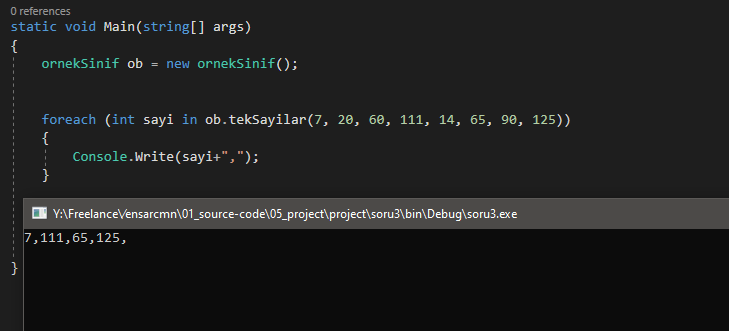 0 references
static void Main(string[] args)
{
ornekSinif ob = new ornekSinif();
foreach (int sayi in ob.tekSayilar(7, 20, 60, 111, 14, 65, 90, 125))
{
Console.Write(sayi+",");
}
Y:\Freelance\/ensarcmn\01_source-code\05_project\project\soru3\bin\Debug\soru3.exe
7,111,65,125,
}